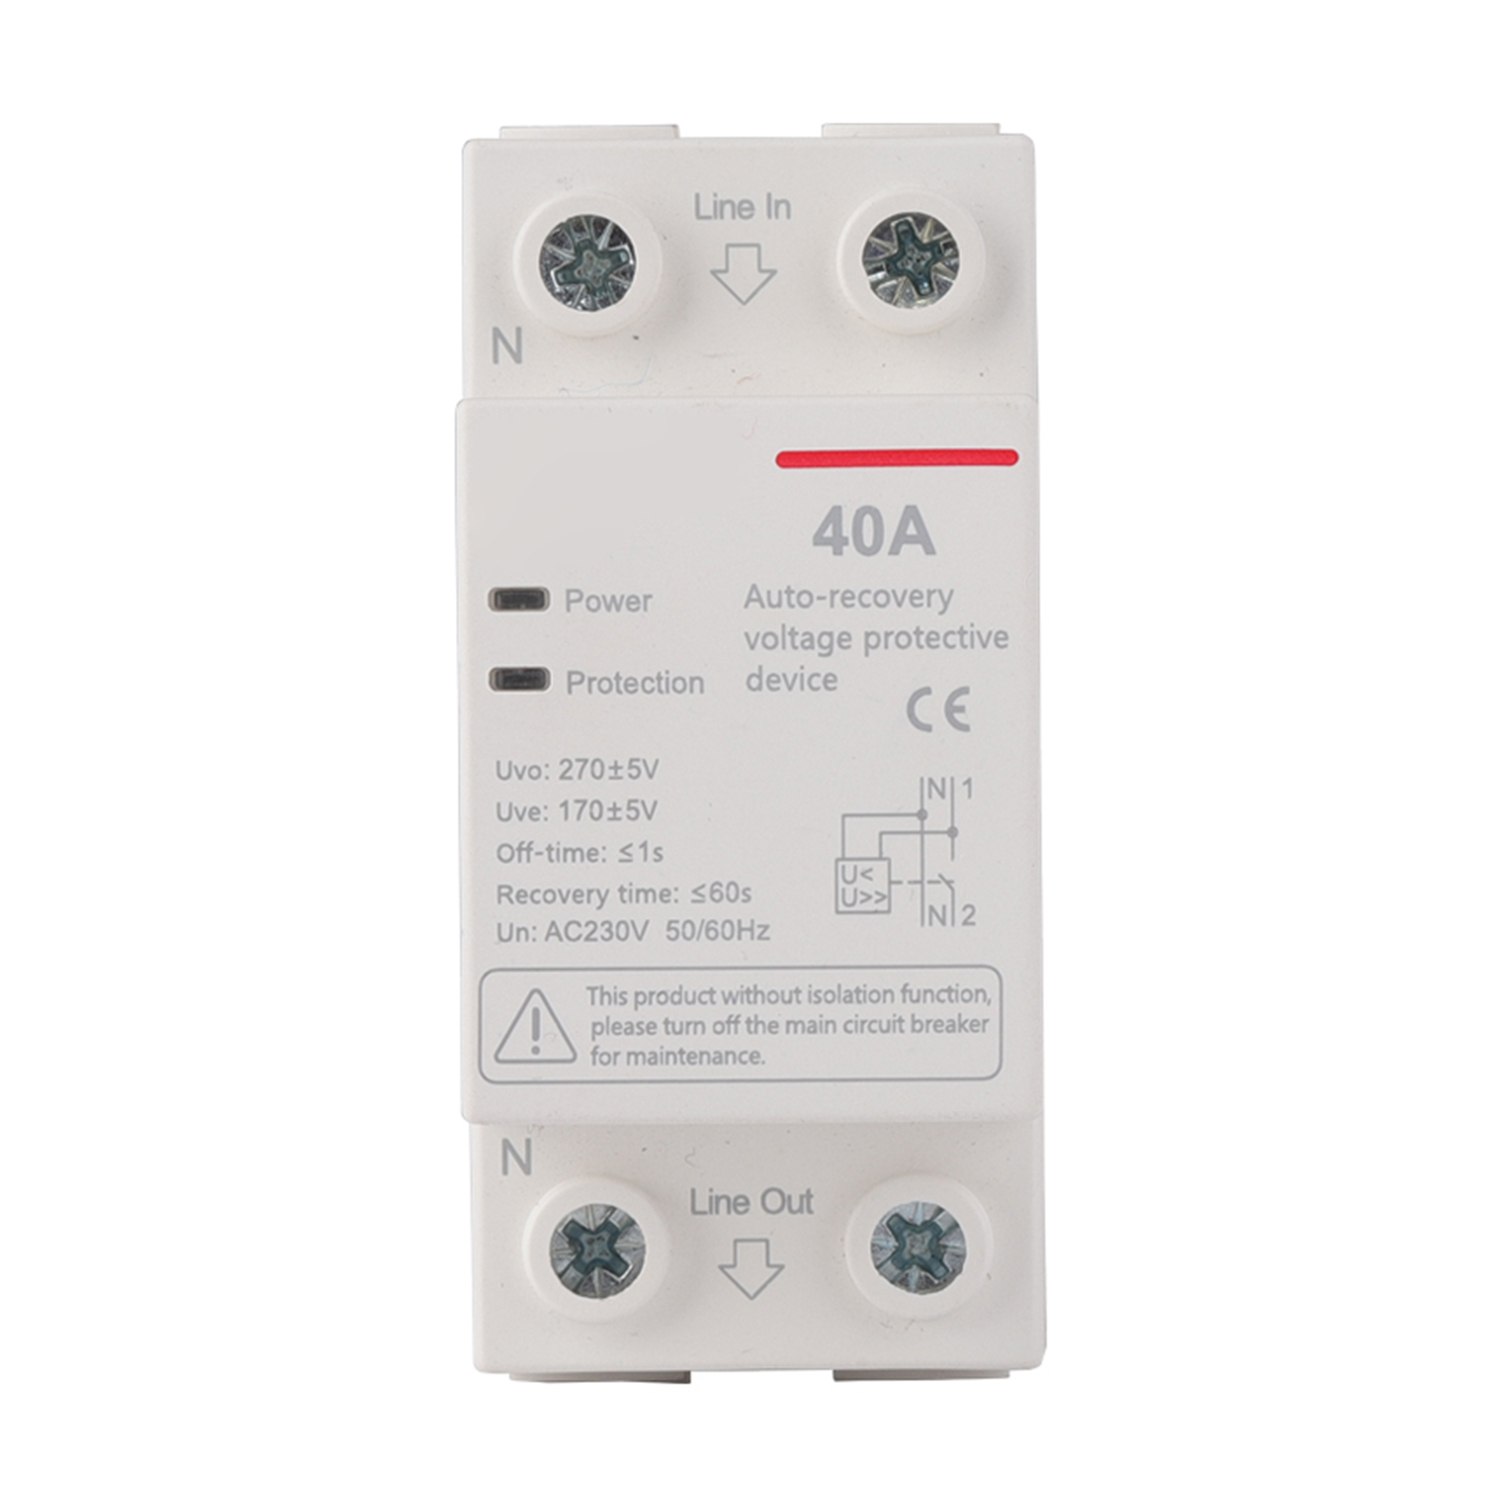 Line In
N
40A
Power
Protection
Auto-recovery
voltage protective
device
CE
Uvo: 270±5V
Uve: 170±5V
Off-time: ≤1s
Recovery time: ≤60s
Un: AC230V 50/60Hz
N 1
U<
U>>
N 2
This product without isolation function,
please turn off the main circuit breaker
for maintenance.
N
Line Out